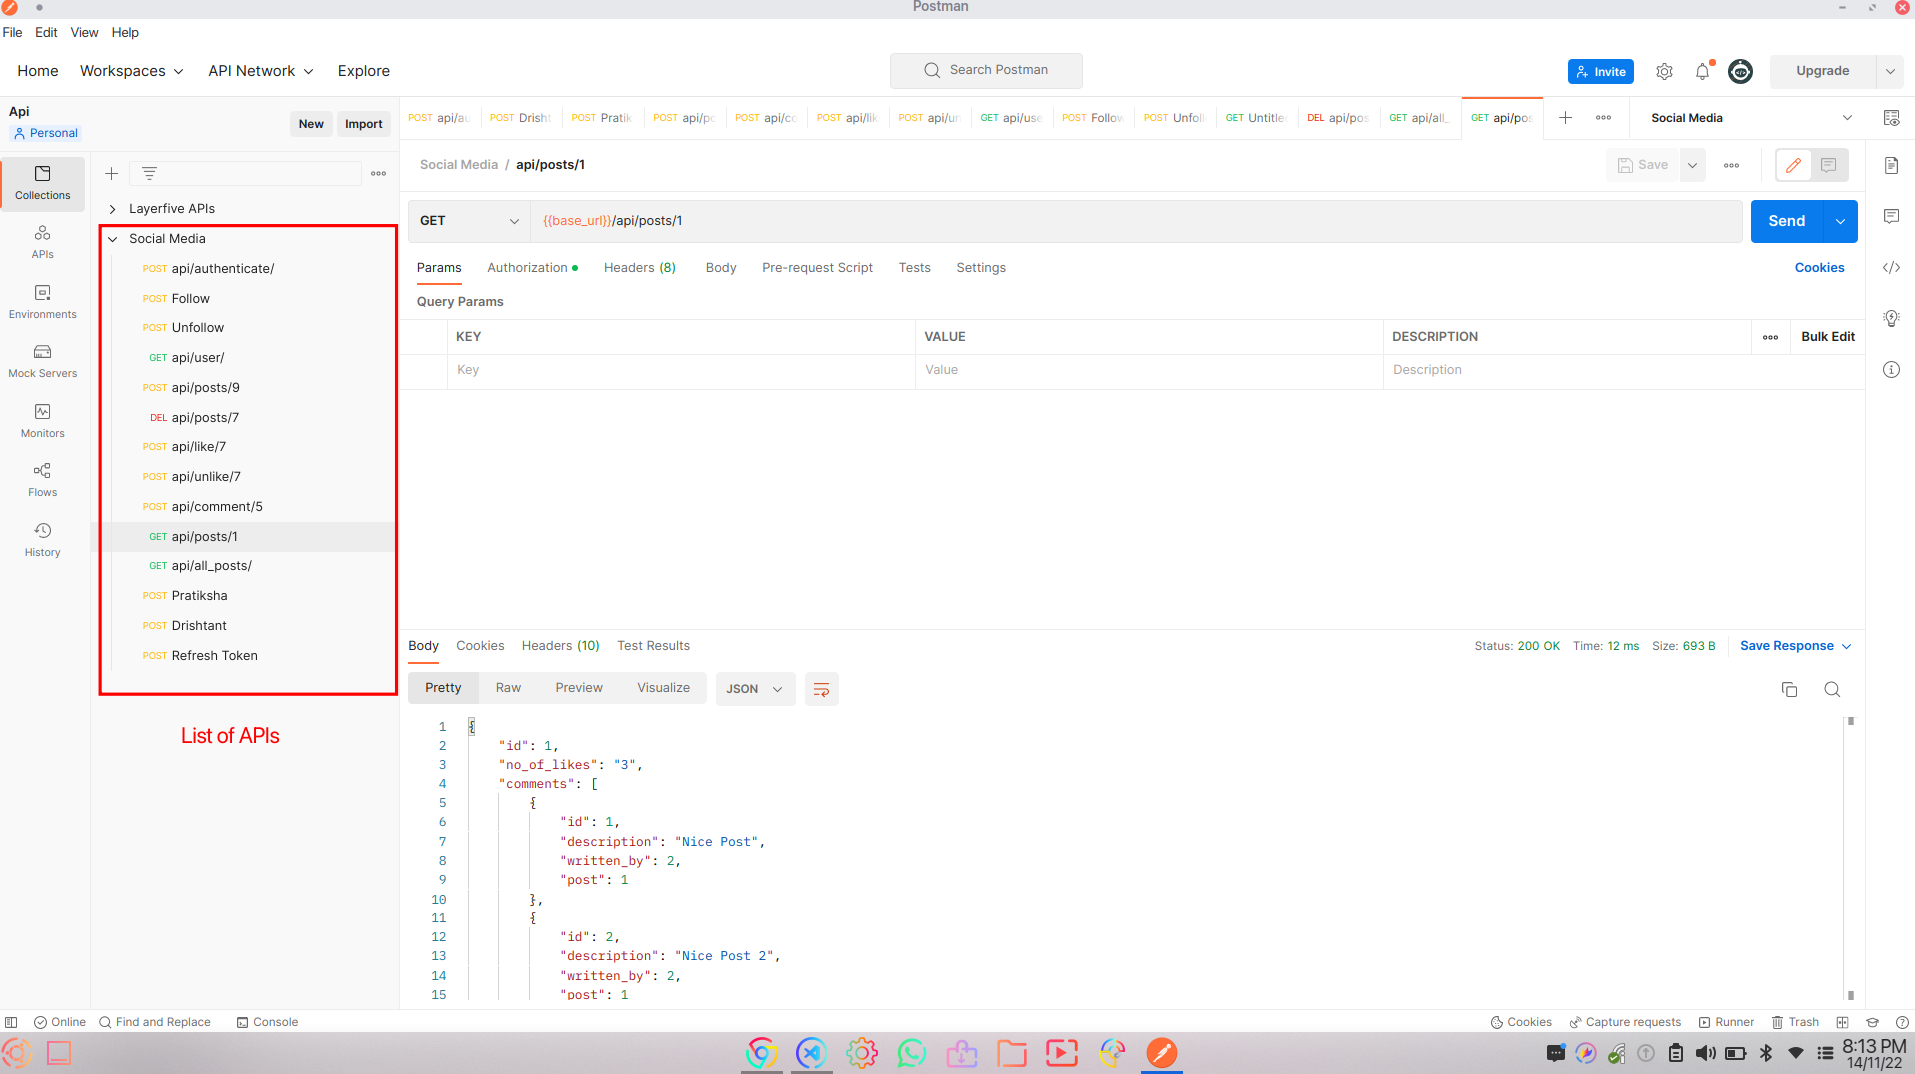 Postman
File Edit View Help
Home Workspaces API Network Explore
Search Postman
Invite
Upgrade
Api
Personal
New Import
POST api/au POST Drisht POST Pratik POST api/po POST api/co POST api/lik POST api/un GET api/use POST Follow POST Unfoll GET Untitle DEL api/pos GET api/all_ GET api/pos
Social Media
Collections
APIs
Environments
Mock Servers
Monitors
Flows
History
Layerfive APIs
Social Media
POST api/authenticate/
POST Follow
POST Unfollow
GET api/user/
POST api/posts/9
DEL api/posts/7
POST api/like/7
POST api/unlike/7
POST api/comment/5
GET api/posts/1
GET api/all_posts/
POST Pratiksha
POST Drishtant
POST Refresh Token
List of APIs
Social Media / api/posts/1
Save
GET {{base_url}}/api/posts/1
Send
Params Authorization Headers (8) Body Pre-request Script Tests Settings
Cookies
Query Params
KEY VALUE DESCRIPTION
Bulk Edit
Key Value Description
Body Cookies Headers (10) Test Results
Status: 200 OK Time: 12 ms Size: 693 B Save Response
Pretty Raw Preview Visualize JSON
1 {
2 "id": 1,
3 "no_of_likes": "3",
4 "comments": [
5 {
6 "id": 1,
7 "description": "Nice Post",
8 "written_by": 2,
9 "post": 1
10 },
11 {
12 "id": 2,
13 "description": "Nice Post 2",
14 "written_by": 2,
15 "post": 1
Online Find and Replace Console
Cookies Capture requests Runner Trash
8:13 PM
14/11/22